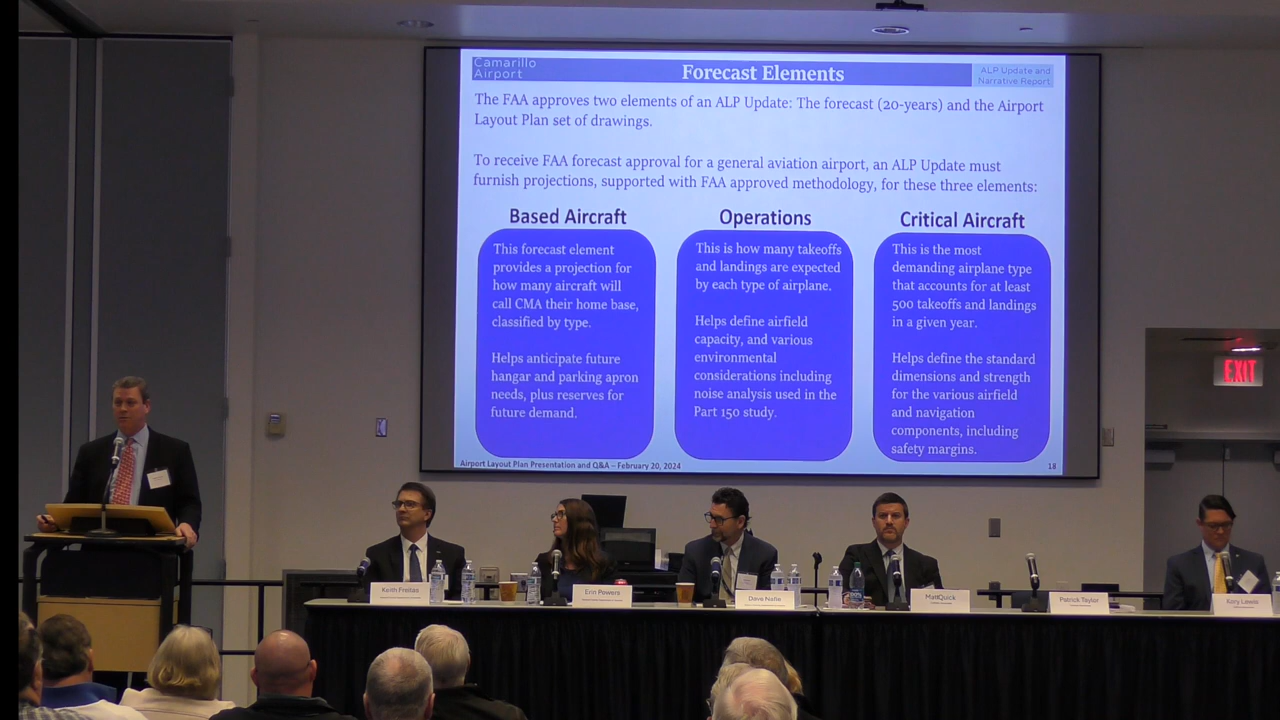 Camarillo
Airport
Forecast Elements
ALP Update and
Narrative Report
The FAA approves two elements of an ALP Update: The forecast (20-years) and the Airport
Layout Plan set of drawings.
To receive FAA forecast approval for a general aviation airport, an ALP Update must
furnish projections, supported with FAA approved methodology, for these three elements:
Based Aircraft
This forecast element
provides a projection for
how many aircraft will
call CMA their home base,
classified by type.
Helps anticipate future
hangar and parking apron
needs, plus reserves for
future demand.
Operations
This is how many takeoffs
and landings are expected
by each type of airplane.
Helps define airfield
capacity, and various
environmental
considerations including
noise analysis used in the
Part 150 study.
Critical Aircraft
This is the most
demanding airplane type
that accounts for at least
500 takeoffs and landings
in a given year.
Helps define the standard
dimensions and strength
for the various airfield
and navigation
components, including
safety margins.
Airport Layout Plan Presentation and Q&A – February 20, 2024
18
EXIT
Keith Freitas
Erin Powers
Dave Nafie
Matt Quick
Patrick Taylor
Kory Lewis